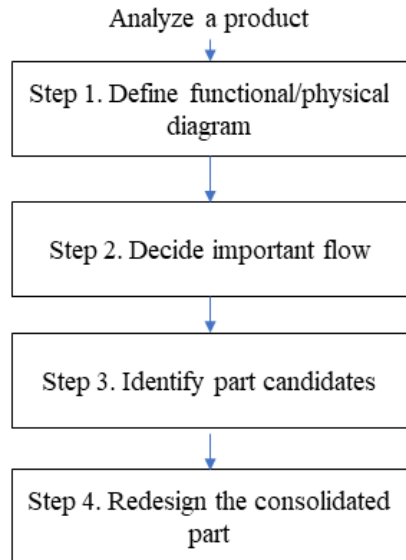 Analyze a product
Step 1. Define functional/physical
diagram
Step 2. Decide important flow
Step 3. Identify part candidates
Step 4. Redesign the consolidated
part